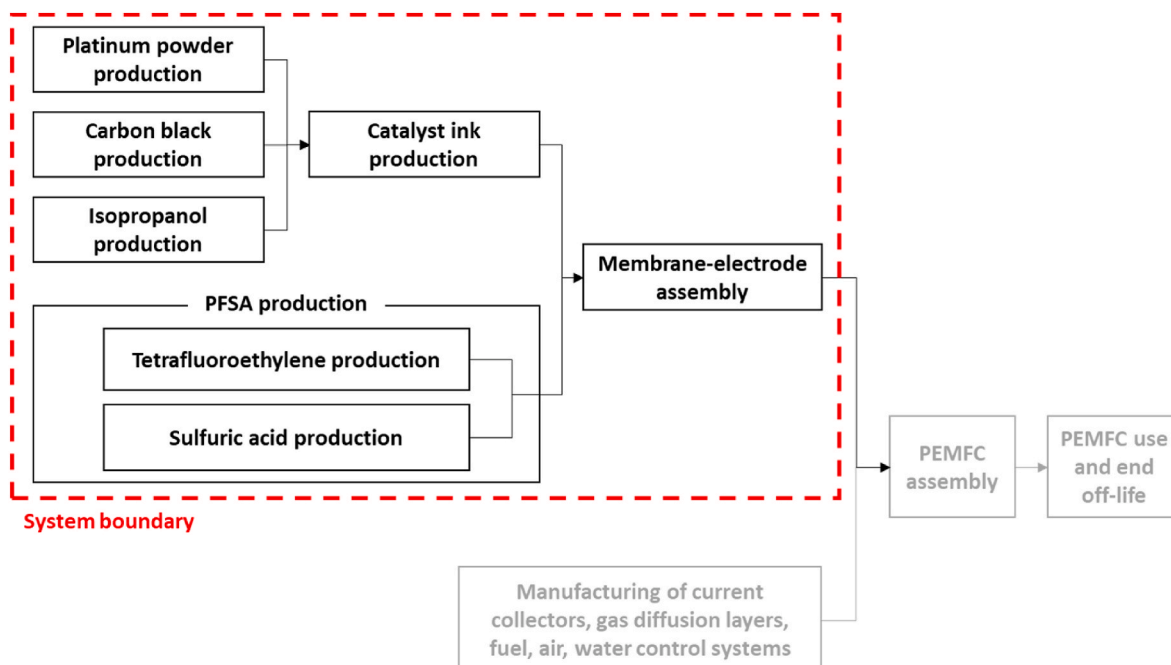 Platinum powder
production
Carbon black
production
Isopropanol
production
Catalyst ink
production
PFSA production
Tetrafluoroethylene production
Sulfuric acid production
Membrane-electrode
assembly
System boundary
PEMFC
assembly
PEMFC use
and end
off-life
Manufacturing of current
collectors, gas diffusion layers,
fuel, air, water control systems